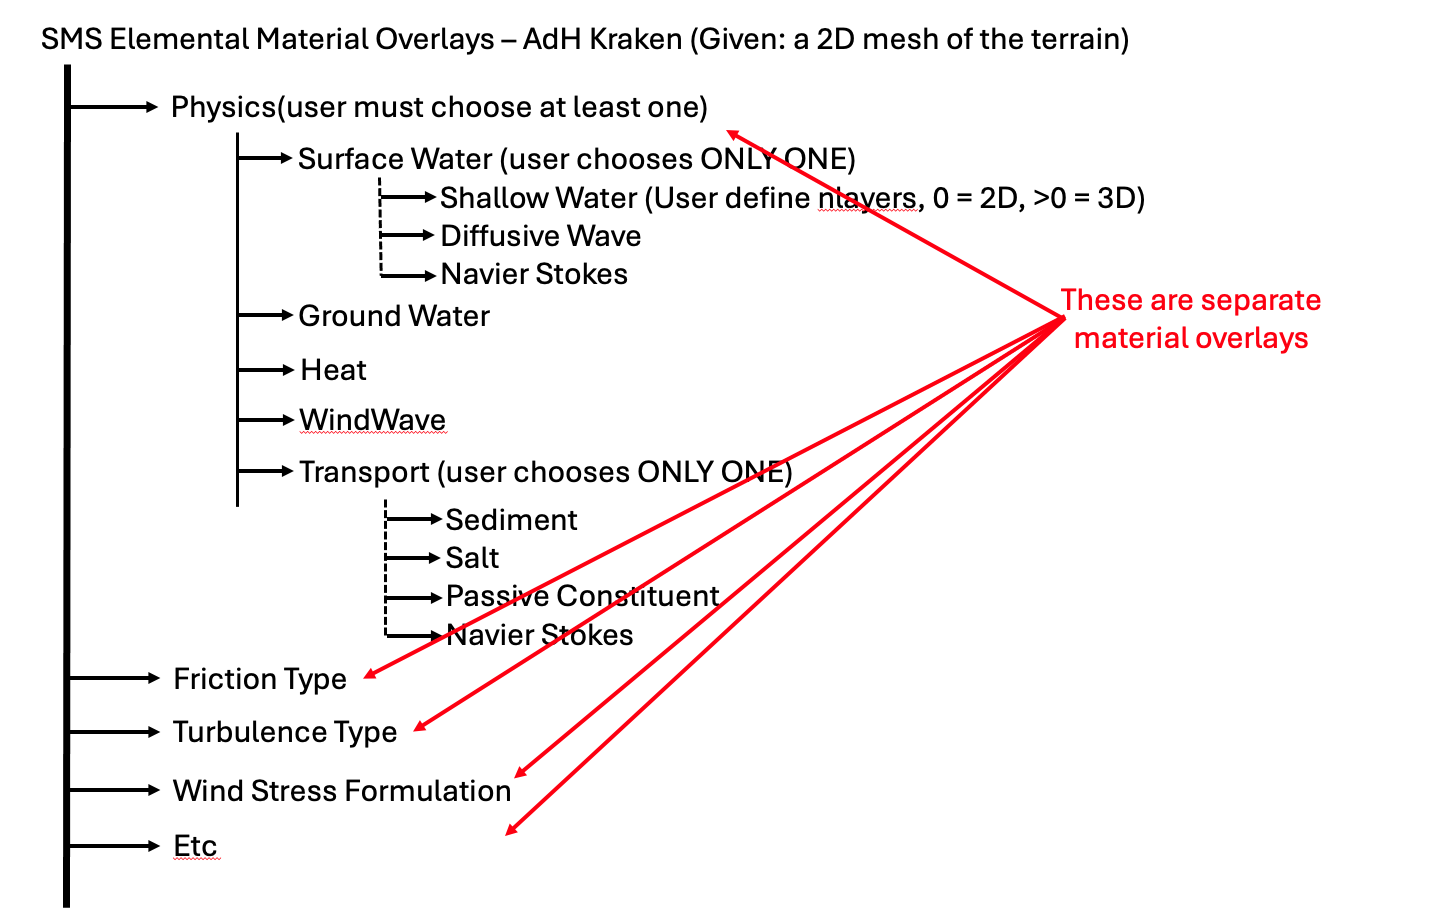 SMS Elemental Material Overlays – AdH Kraken (Given: a 2D mesh of the terrain)
Physics(user must choose at least one)
Surface Water (user chooses ONLY ONE)
Shallow Water (User define nlayers, 0 = 2D, >0 = 3D)
Diffusive Wave
Navier Stokes
These are separate
material overlays
Ground Water
Heat
WindWave
Transport (user chooses ONLY ONE)
Sediment
Salt
Passive Constituent
Navier Stokes
Friction Type
Turbulence Type
Wind Stress Formulation
Etc